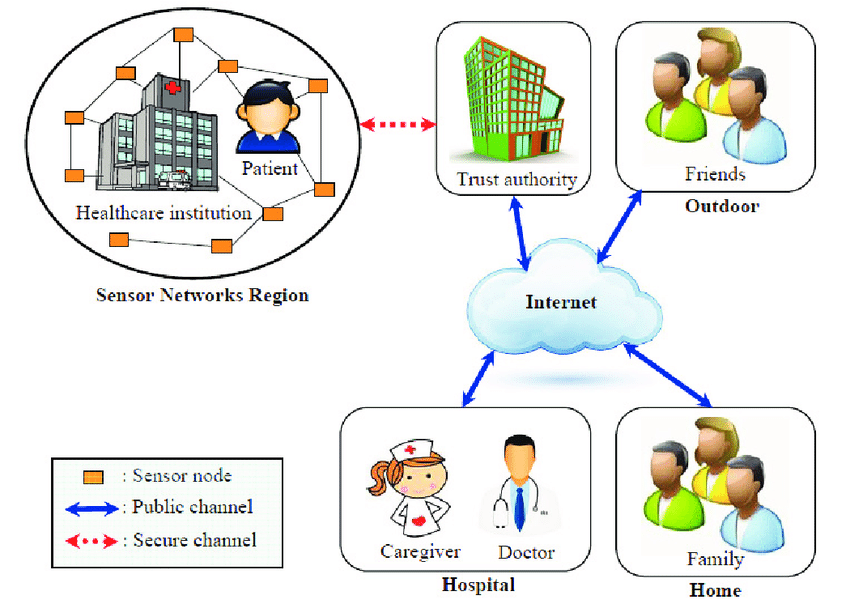 Patient
Healthcare institution
Sensor Networks Region
Trust authority
Friends
Outdoor
Internet
Caregiver
Doctor
Hospital
Family
Home
: Sensor node
: Public channel
: Secure channel